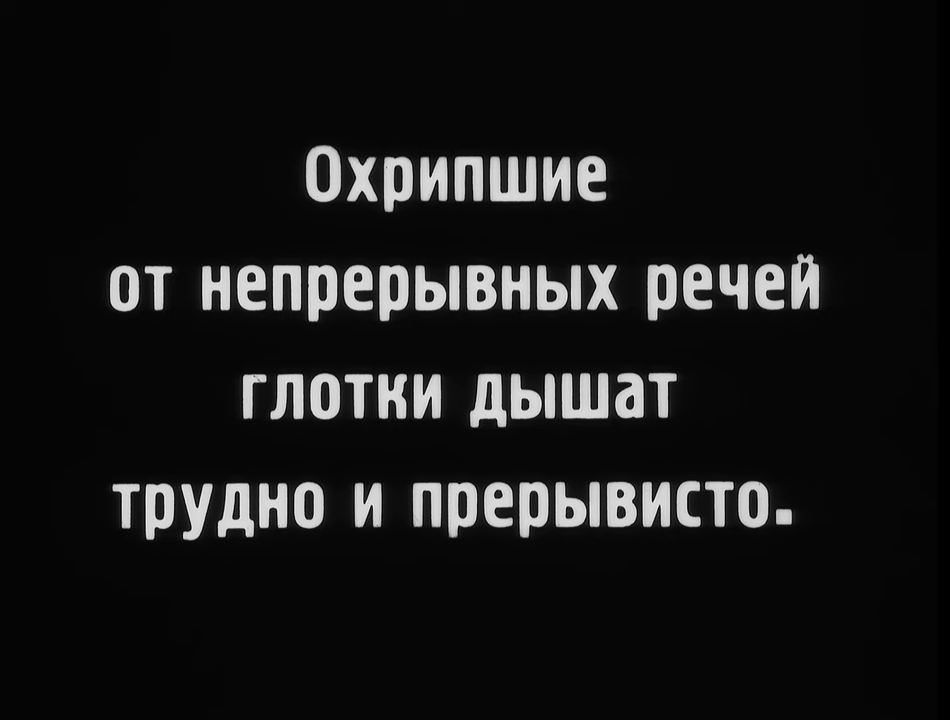 Охрипшие
от непрерывных речей
глотки дышат
трудно и прерывисто.